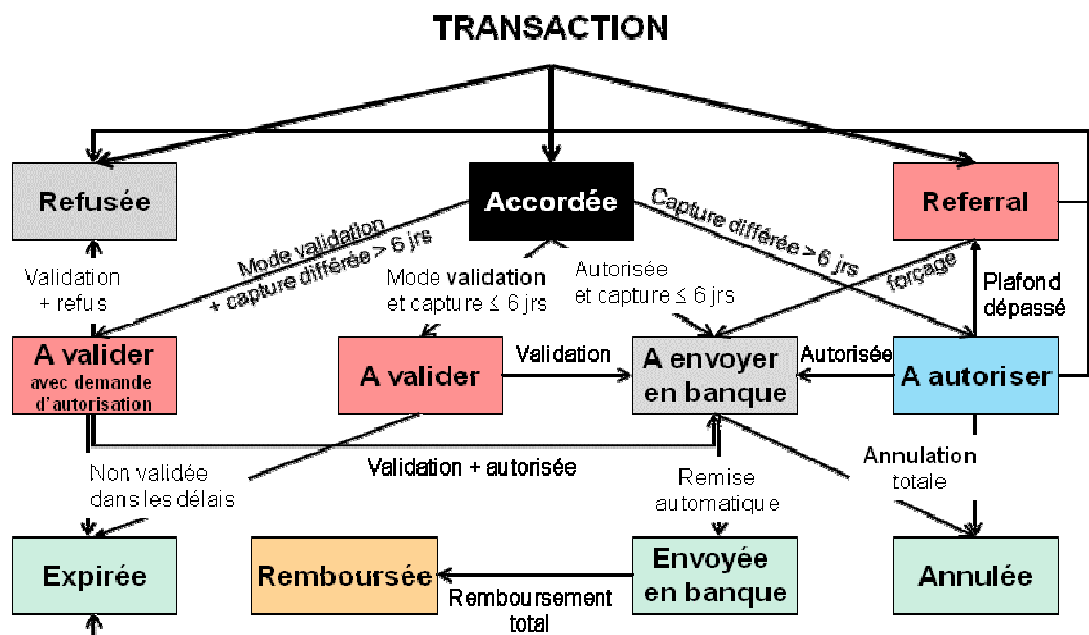 TRANSACTION
Refusée
Accordée
Referral
Mode validation
+ capture différée > 6 jrs
Capture différée > 6 jrs
Validation
+ refus
Mode validation
et capture ≤ 6 jrs
Autorisée
et capture ≤ 6 jrs
forçage
Plafond
dépassé
A valider
avec demande
d'autorisation
A valider
Validation
A envoyer
en banque
Autorisée
A autoriser
Non validée
dans les délais
Validation + autorisée
Remise
automatique
Annulation
totale
Expirée
Remboursée
Remboursement
total
Envoyée
en banque
Annulée